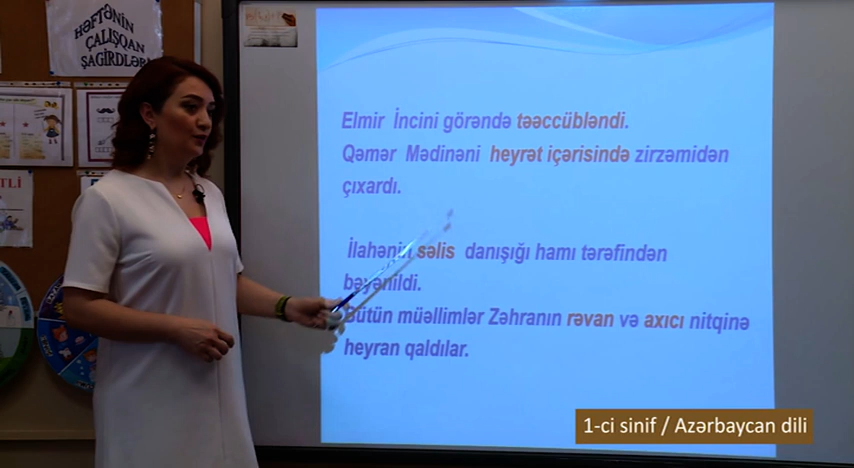 HƏFTƏNİN
ÇALIŞQAN
ŞAGİRDLƏRİ
Elmir İncini görəndə təəccübləndi.
Qəmər Mədinəni heyrət içərisində zirzəmidən
çıxardı.
İlahənin səlis danışığı hamı tərəfindən
bəyənildi.
Bütün müəllimlər Zəhranın rəvan və axıcı nitqinə
heyran qaldılar.
1-ci sinif / Azərbaycan dili